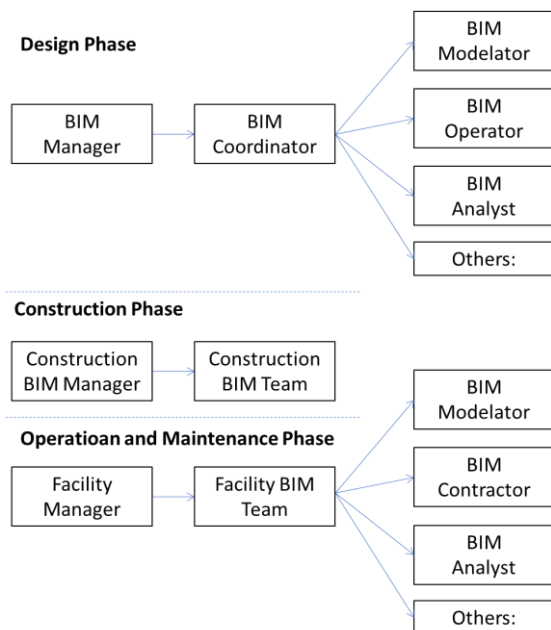 Design Phase
BIM
Manager
BIM
Coordinator
BIM
Modelator
BIM
Operator
BIM
Analyst
Others:
Construction Phase
Construction
BIM Manager
Construction
BIM Team
Operatioan and Maintenance Phase
Facility
Manager
Facility BIM
Team
BIM
Modelator
BIM
Contractor
BIM
Analyst
Others: